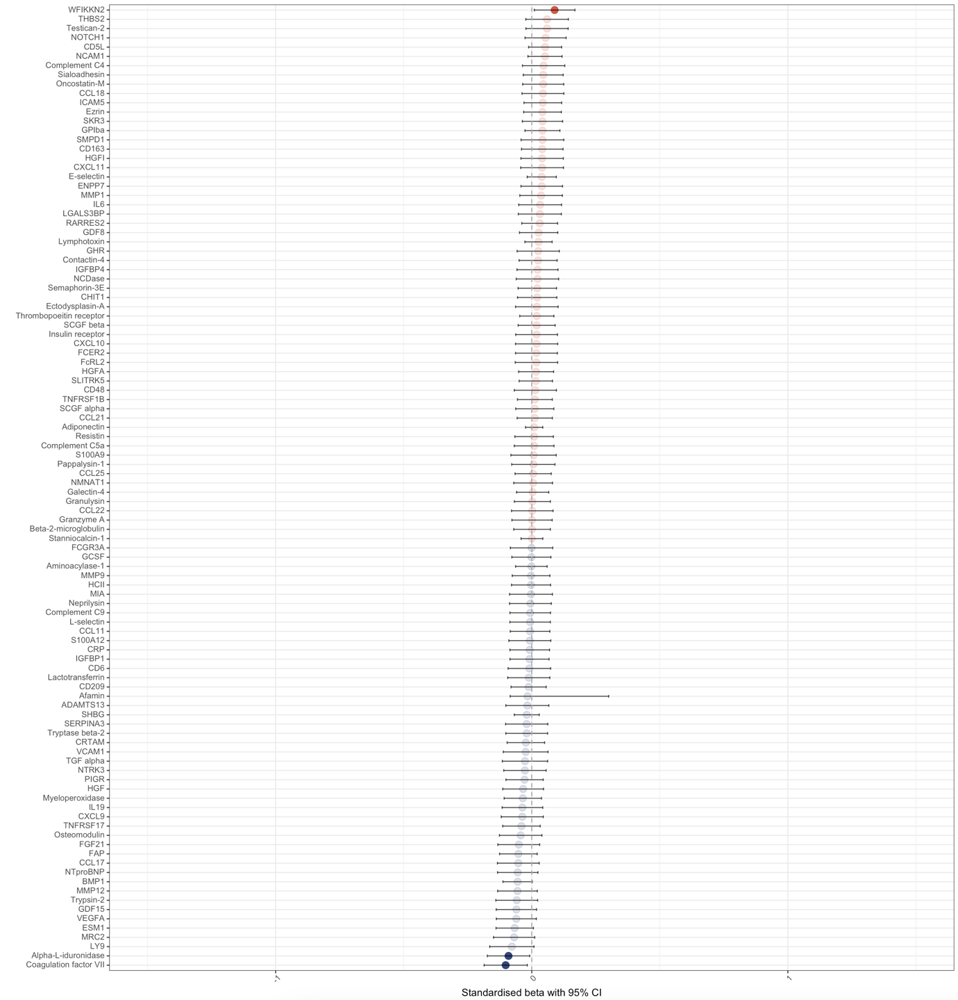 WFIKKN2
THBS2
Testican-2
NOTCH1
CD5L
NCAM1
Complement C4
Sialoadhesin
Oncostatin-M
CCL18
ICAM5
Ezrin
SKR3
GPIba
SMPD1
CD163
HGFI
CXCL11
E-selectin
ENPP7
MMP1
IL6
LGALS3BP
RARRES2
GDF8
Lymphotoxin
GHR
Contactin-4
IGFBP4
NCDase
Semaphorin-3E
CHIT1
Ectodysplasin-A
Thrombopoeitin receptor
SCGF beta
Insulin receptor
CXCL10
FCER2
FcRL2
HGFA
SLITRK5
CD48
TNFRSF1B
SCGF alpha
CCL21
Adiponectin
Resistin
Complement C5a
S100A9
Pappalysin-1
CCL25
NMNAT1
Galectin-4
Granulysin
CCL22
Granzyme A
Beta-2-microglobulin
Stanniocalcin-1
FCGR3A
GCSF
Aminoacylase-1
MMP9
HCII
MIA
Neprilysin
Complement C9
L-selectin
CCL11
S100A12
CRP
IGFBP1
CD6
Lactotransferrin
CD209
Afamin
ADAMTS13
SHBG
SERPINA3
Tryptase beta-2
CRTAM
VCAM1
TGF alpha
NTRK3
PIGR
HGF
Myeloperoxidase
IL19
CXCL9
TNFRSF17
Osteomodulin
FGF21
FAP
CCL17
NTproBNP
BMP1
MMP12
Trypsin-2
GDF15
VEGFA
ESM1
MRC2
LY9
Alpha-L-iduronidase
Coagulation factor VII
-1 0 1
Standardised beta with 95% CI